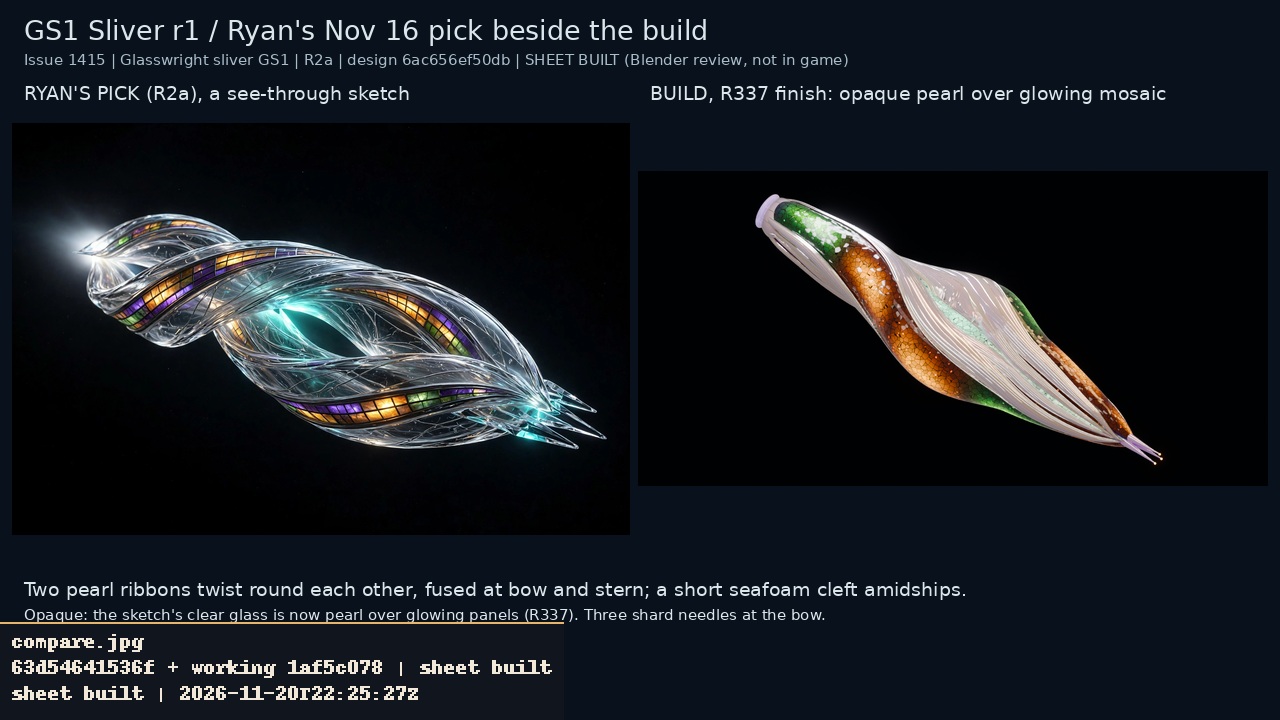 GS1 Sliver r1 / Ryan's Nov 16 pick beside the build
Issue 1415 | Glasswright sliver GS1 | R2a | design 6ac656ef50db | SHEET BUILT (Blender review, not in game)
RYAN'S PICK (R2a), a see-through sketch
BUILD, R337 finish: opaque pearl over glowing mosaic
Two pearl ribbons twist round each other, fused at bow and stern; a short seafoam cleft amidships.
Opaque: the sketch's clear glass is now pearl over glowing panels (R337). Three shard needles at the bow.
compare.jpg
63d54641536f + working 1af5c078 | sheet built
sheet built | 2026-11-20T22:25:27Z